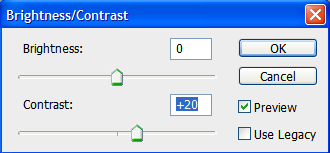 Brightness/Contrast
Brightness: 0
OK
Cancel
Contrast: +20
Preview
Use Legacy